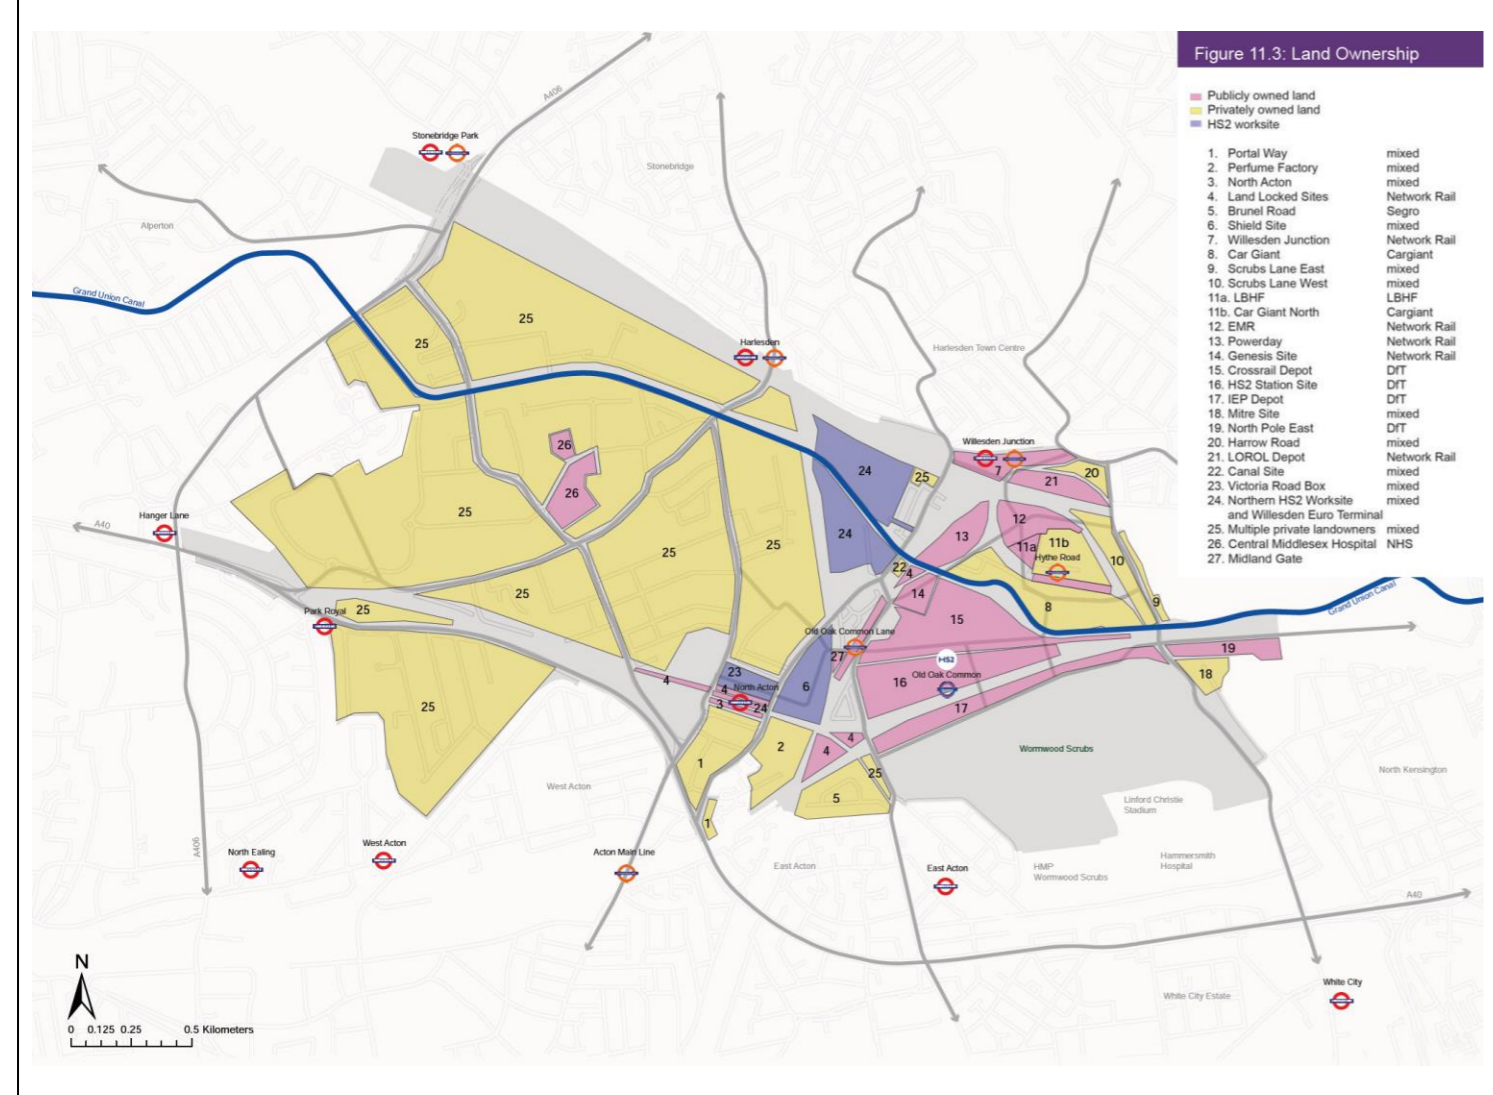 Figure 11.3: Land Ownership
Publicly owned land
Privately owned land
HS2 worksite
1. Portal Way mixed
2. Perfume Factory mixed
3. North Acton mixed
4. Land Locked Sites Network Rail
5. Brunel Road Segro
6. Shield Site mixed
7. Willesden Junction Network Rail
8. Car Giant Cargiant
9. Scrubs Lane East mixed
10. Scrubs Lane West mixed
11a. LBHF LBHF
11b. Car Giant North Cargiant
12. EMR Network Rail
13. Powerday Network Rail
14. Genesis Site Network Rail
15. Crossrail Depot DfT
16. HS2 Station Site DfT
17. IEP Depot DfT
18. Mitre Site mixed
19. North Pole East DfT
20. Harrow Road mixed
21. LOROL Depot Network Rail
22. Canal Site mixed
23. Victoria Road Box mixed
24. Northern HS2 Worksite mixed
and Willesden Euro Terminal
25. Multiple private landowners mixed
26. Central Middlesex Hospital NHS
27. Midland Gate
A406
Stonebridge Park
Stonebridge
Alperton
Grand Union Canal
25
25
Harlesden
Harlesden Town Centre
Willesden Junction
7
20
21
26
24
25
26
25
24
12
13
11a
11b
Hythe Road
10
Hanger Lane
A40
25
25
22
4
14
25
8
9
Grand Union Canal
Park Royal
25
15
Old Oak Common Lane
27
HS2
Old Oak Common
16
19
18
4
23
4
North Acton
3
24
6
17
25
4
4
2
1
25
5
1
Wormwood Scrubs
North Kensington
West Acton
Linford Christie
Stadium
A406
North Ealing
West Acton
Acton Main Line
East Acton
East Acton
HMP
Wormwood Scrubs
Hammersmith
Hospital
A40
N
0 0.125 0.25 0.5 Kilometers
White City Estate
White City